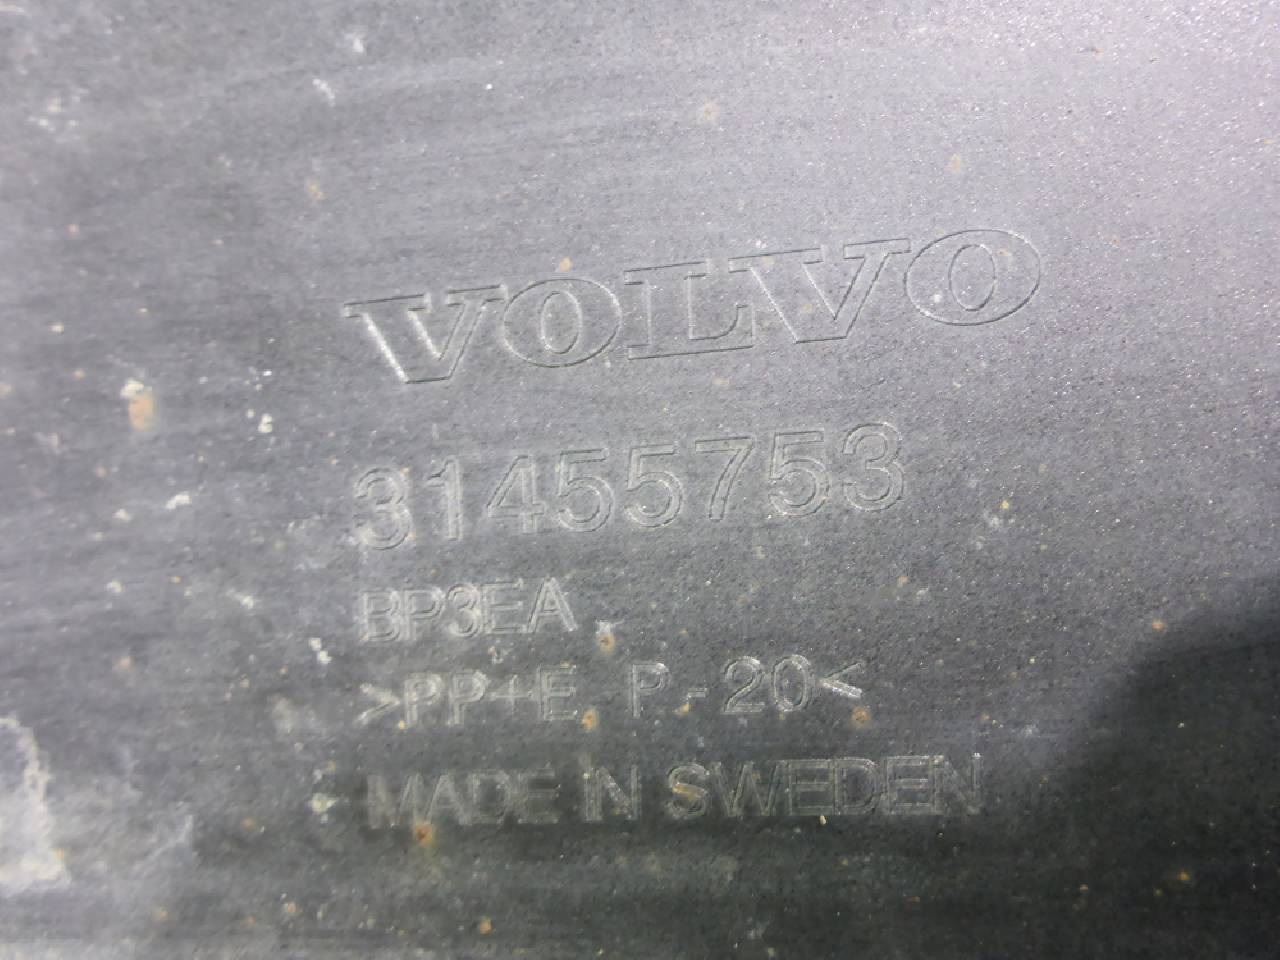 VOLVO
31455753
BP3EA
>PP+E P-20<
MADE IN SWEDEN